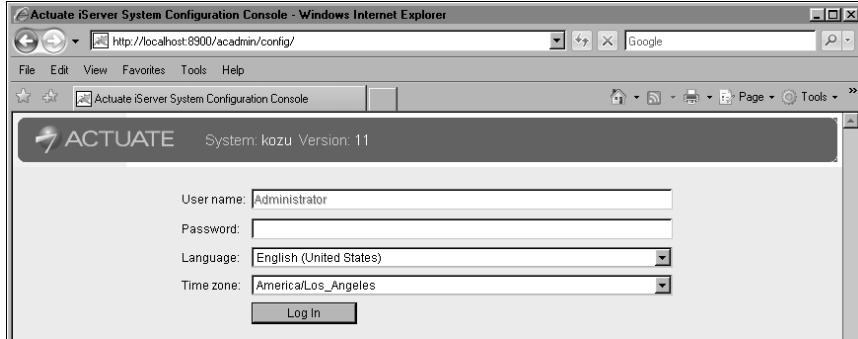 Actuate iServer System Configuration Console - Windows Internet Explorer
http://localhost:8900/acadmin/config/
Google
File Edit View Favorites Tools Help
Actuate iServer System Configuration Console
Page Tools
ACTUATE System: kozu Version: 11
User name: Administrator
Password:
Language: English (United States)
Time zone: America/Los_Angeles
Log In